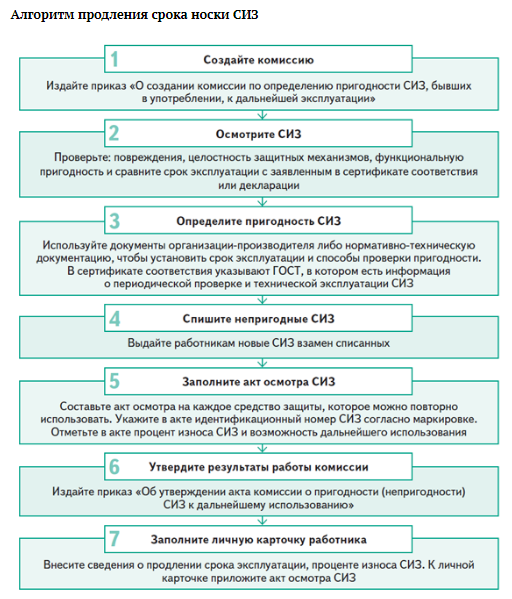 Алгоритм продления срока носки СИЗ
1
Создайте комиссию
Издайте приказ «О создании комиссии по определению пригодности СИЗ, бывших
в употреблении, к дальнейшей эксплуатации»
2
Осмотрите СИЗ
Проверьте: повреждения, целостность защитных механизмов, функциональную
пригодность и сравните срок эксплуатации с заявленным в сертификате соответствия
или декларации
3
Определите пригодность СИЗ
Используйте документы организации-производителя либо нормативно-техническую
документацию, чтобы установить срок эксплуатации и способы проверки пригодности.
В сертификате соответствия указывают ГОСТ, в котором есть информация
о периодической проверке и технической эксплуатации СИЗ
4
Спишите непригодные СИЗ
Выдайте работникам новые СИЗ взамен списанных
5
Заполните акт осмотра СИЗ
Составьте акт осмотра на каждое средство защиты, которое можно повторно
использовать. Укажите в акте идентификационный номер СИЗ согласно маркировке.
Отметьте в акте процент износа СИЗ и возможность дальнейшего использования
6
Утвердите результаты работы комиссии
Издайте приказ «Об утверждении акта комиссии о пригодности (непригодности)
СИЗ к дальнейшему использованию»
7
Заполните личную карточку работника
Внесите сведения о продлении срока эксплуатации, проценте износа СИЗ. К личной
карточке приложите акт осмотра СИЗ